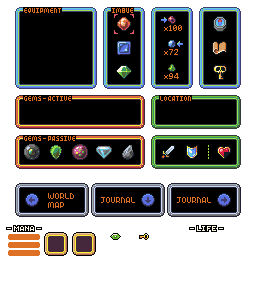 EQUIPMENT
IMBUE
x100
x72
x94
GEMS-ACTIVE
LOCATION
GEMS-PASSIVE
WORLD MAP
JOURNAL
JOURNAL
-MANA-
-LIFE-